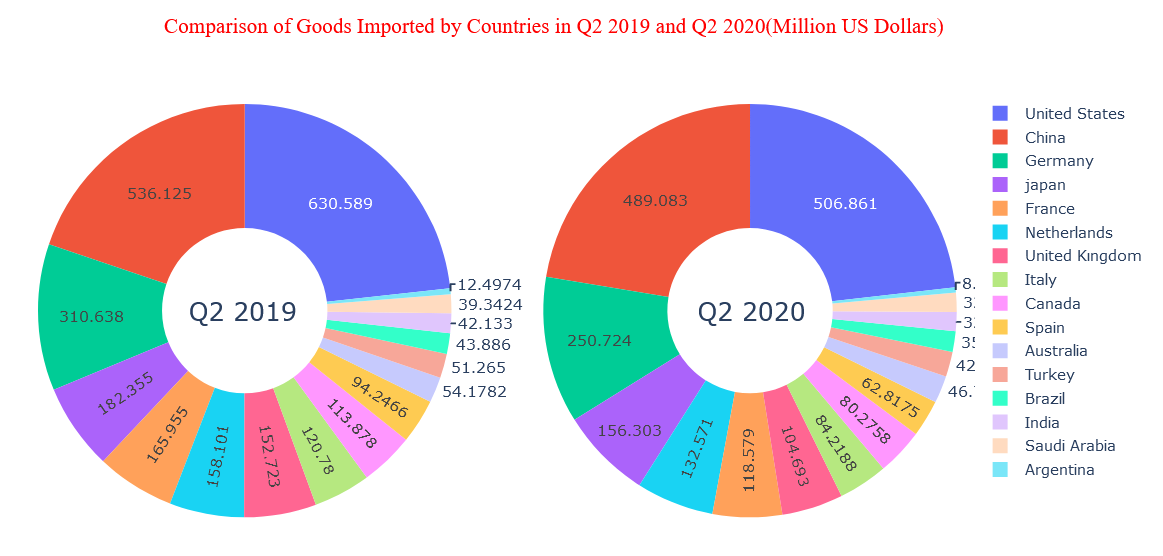 Comparison of Goods Imported by Countries in Q2 2019 and Q2 2020(Million US Dollars)
Q2 2019
630.589
536.125
310.638
182.355
165.955
158.101
152.723
120.78
113.878
94.2466
54.1782
51.265
43.886
42.133
39.3424
12.4974
Q2 2020
506.861
489.083
250.724
156.303
132.571
118.579
104.693
84.2188
80.2758
62.8175
46.
42
35
8.
United States
China
Germany
japan
France
Netherlands
United Kingdom
Italy
Canada
Spain
Australia
Turkey
Brazil
India
Saudi Arabia
Argentina